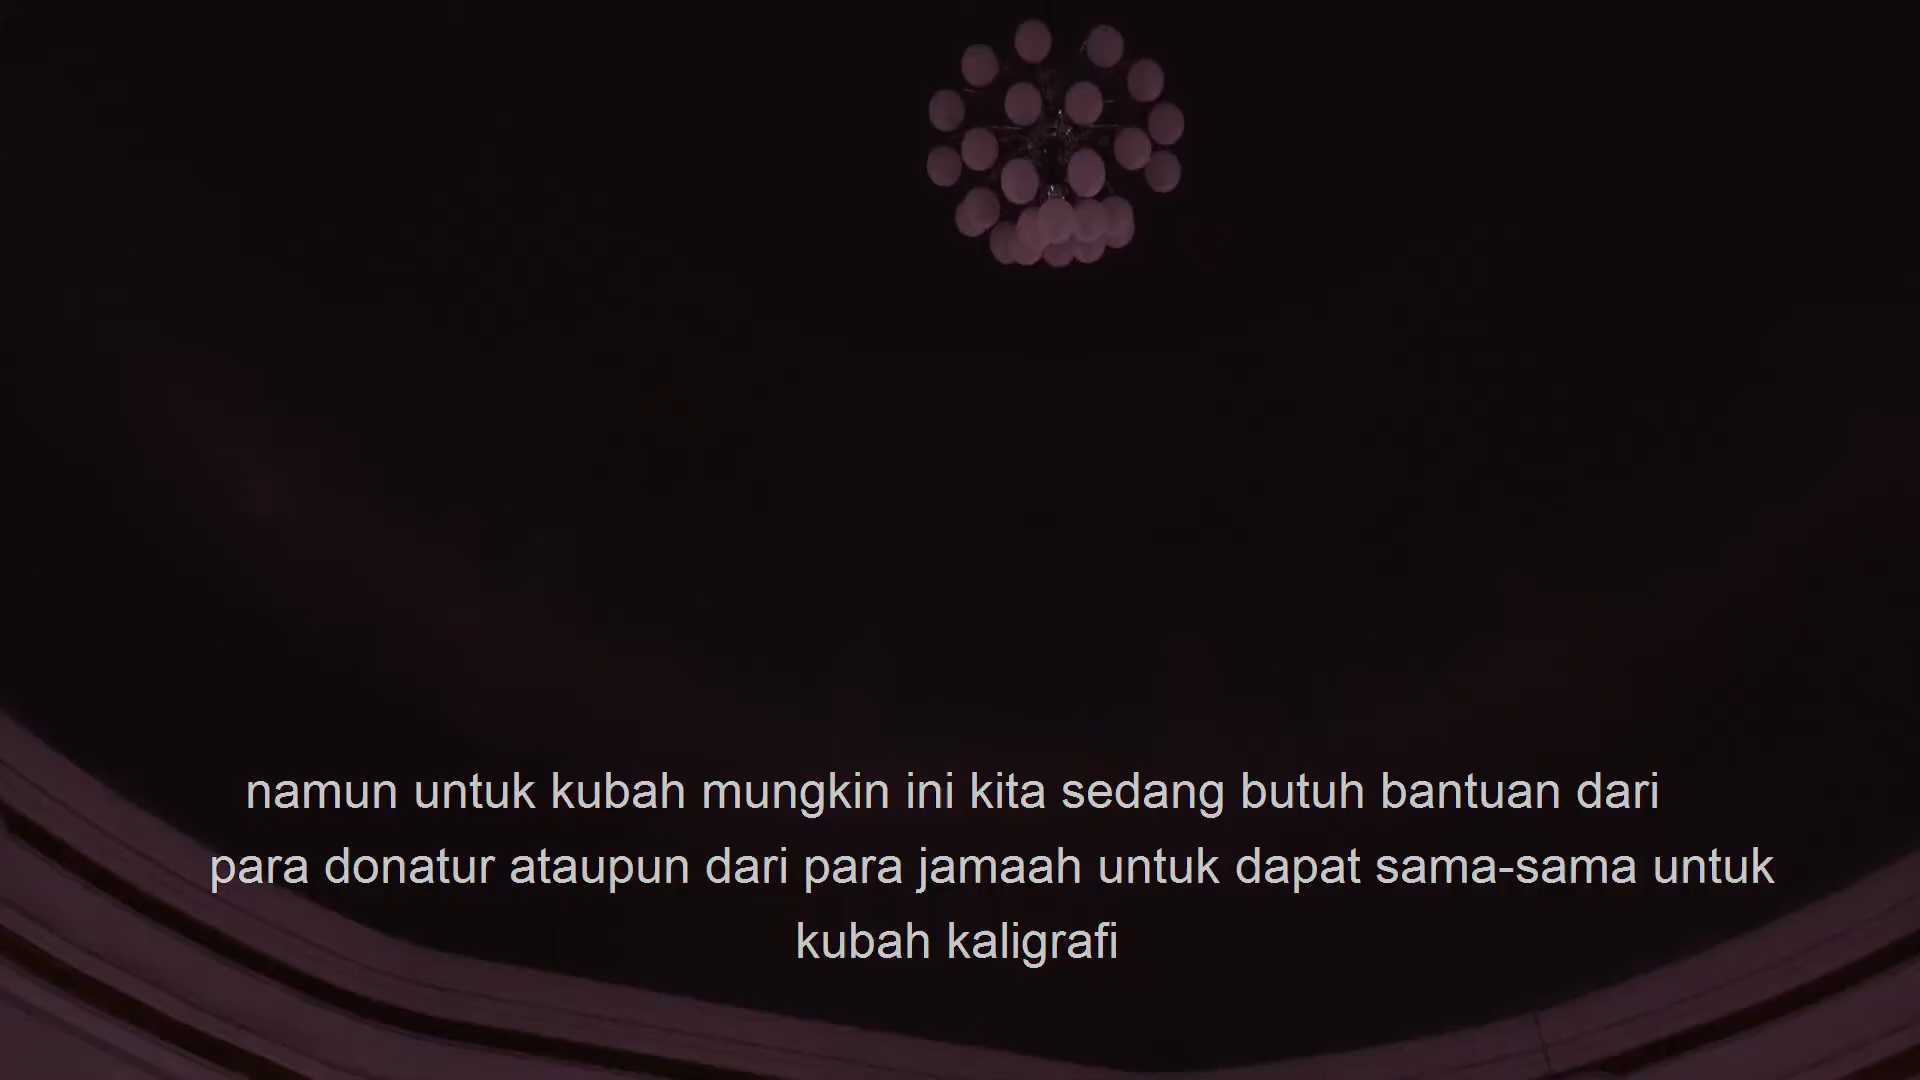 namun untuk kubah mungkin ini kita sedang butuh bantuan dari
para donatur ataupun dari para jamaah untuk dapat sama-sama untuk
kubah kaligrafi